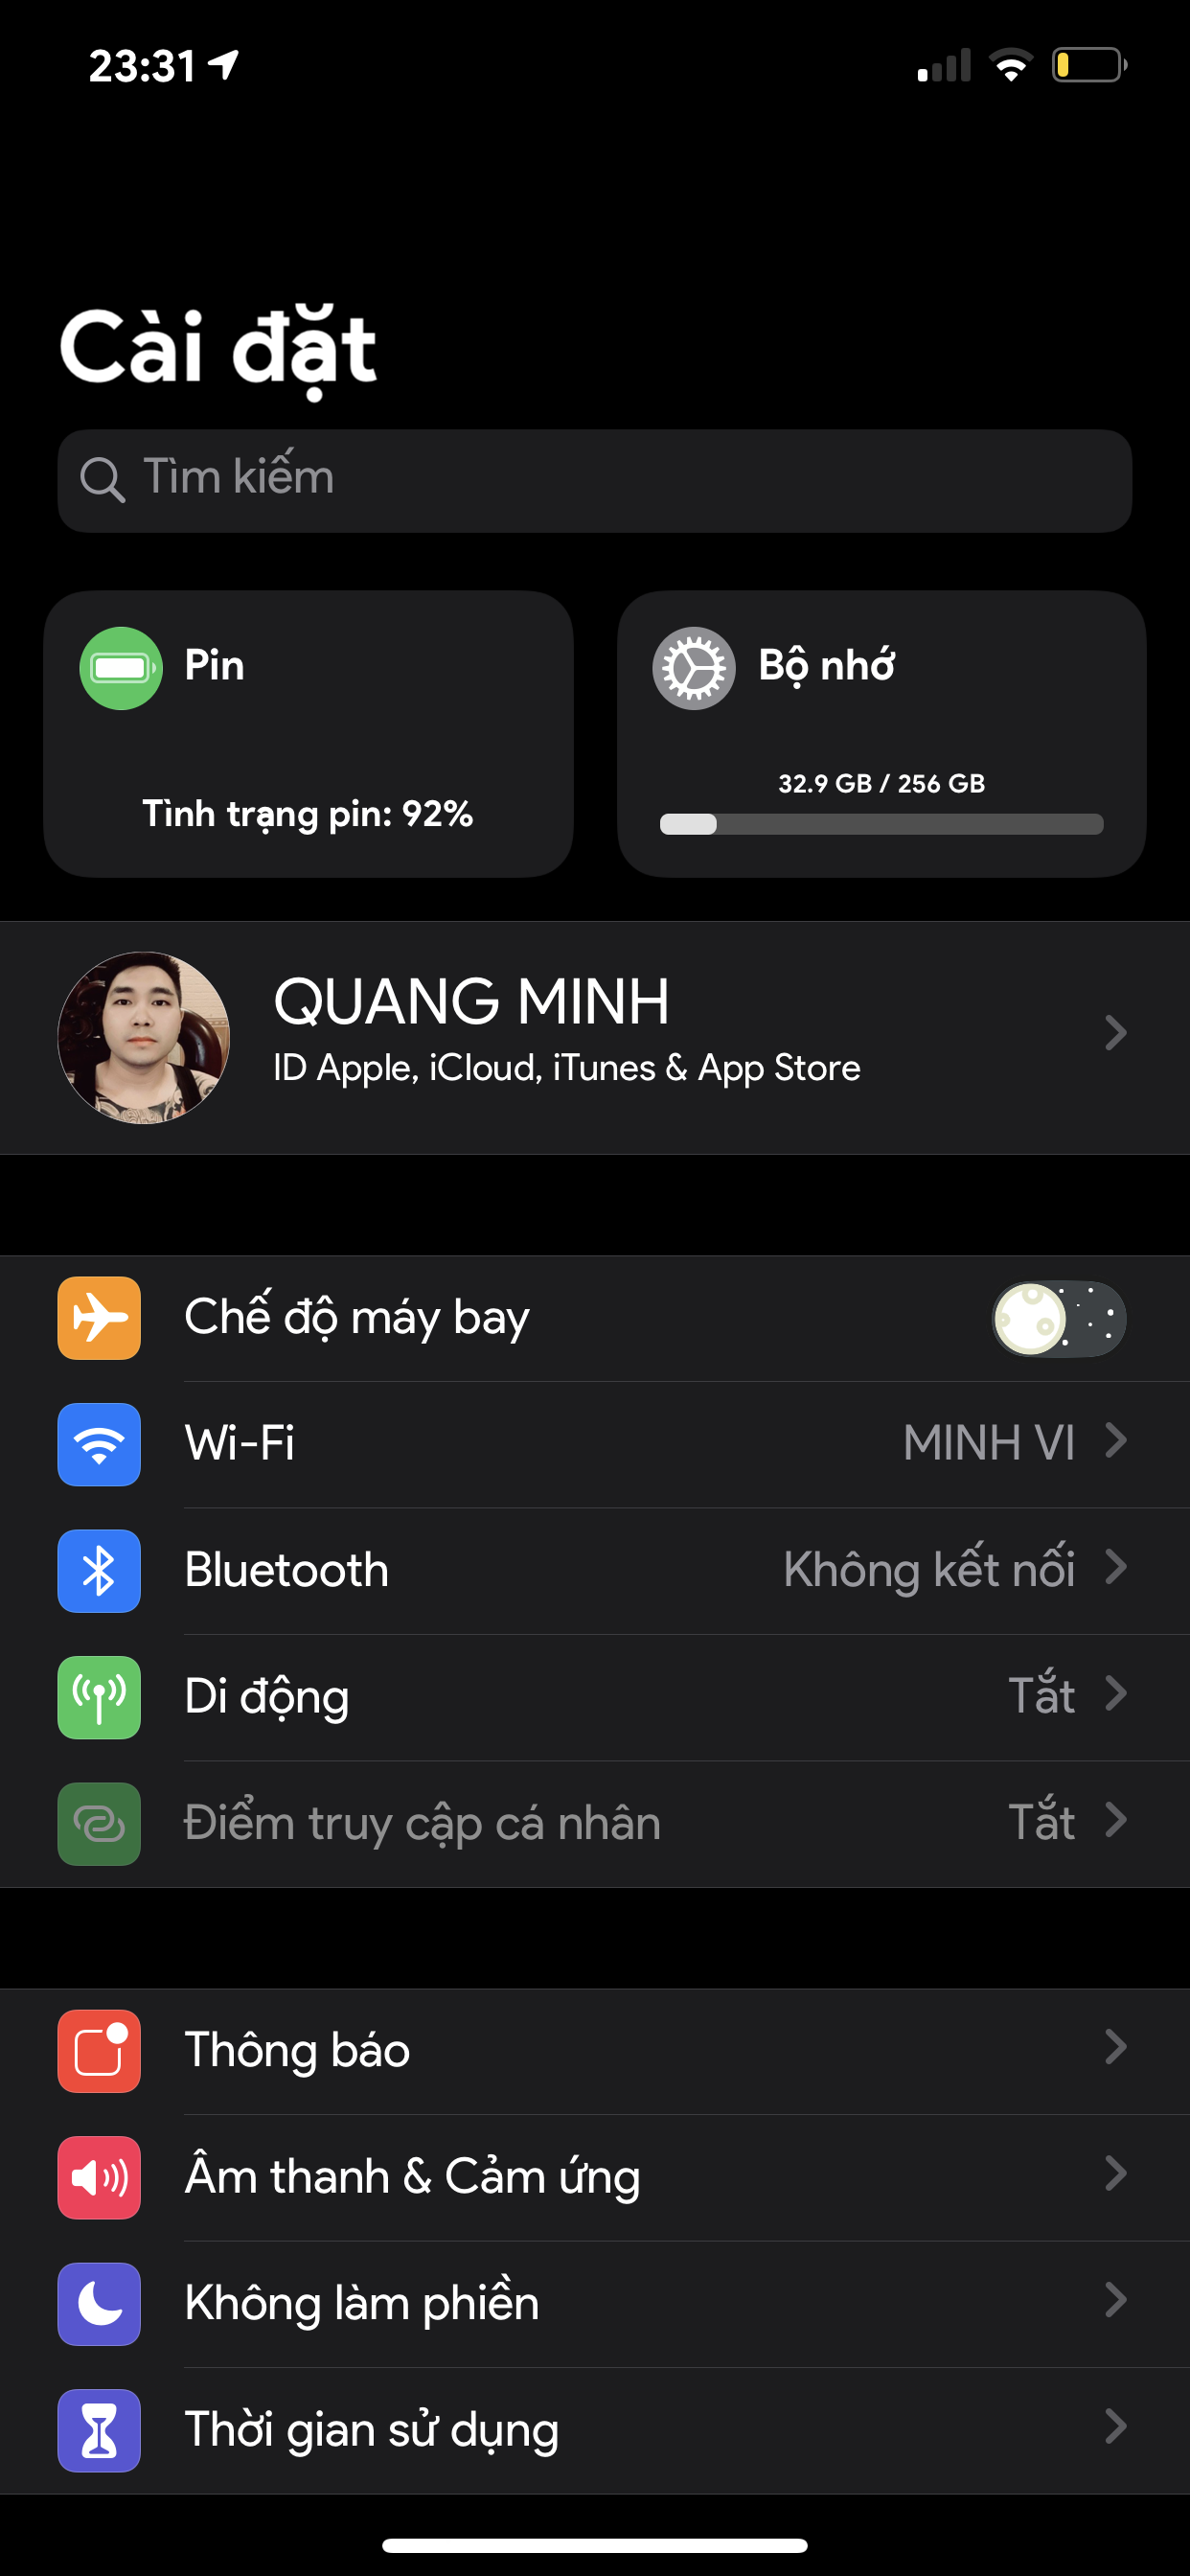 23:31
Cài đặt
Tìm kiếm
Pin
Tình trạng pin: 92%
Bộ nhớ
32.9 GB / 256 GB
QUANG MINH
ID Apple, iCloud, iTunes & App Store
Chế độ máy bay
Wi-Fi MINH VI
Bluetooth Không kết nối
Di động Tắt
Điểm truy cập cá nhân Tắt
Thông báo
Âm thanh & Cảm ứng
Không làm phiền
Thời gian sử dụng